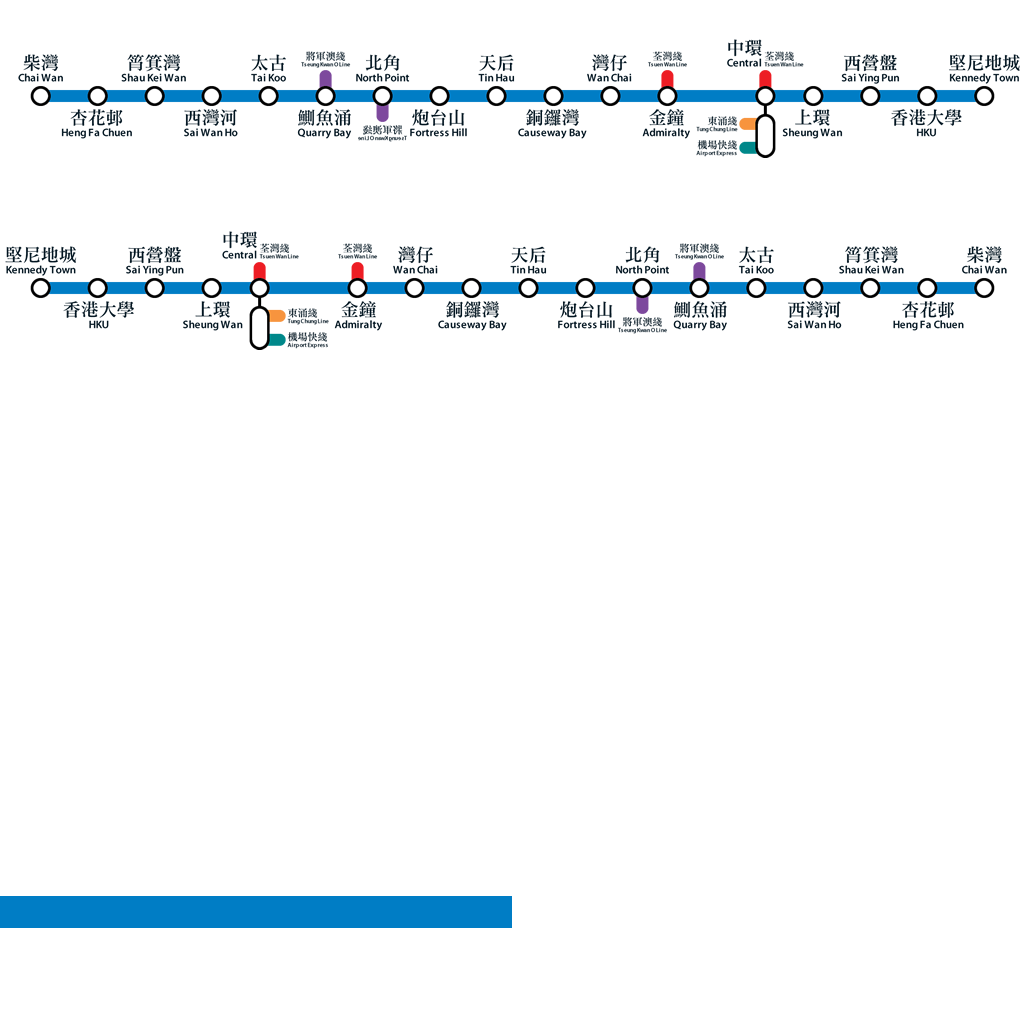 柴灣
Chai Wan
筲箕灣
Shau Kei Wan
太古
Tai Koo
將軍澳綫
Tseung Kwan O Line
北角
North Point
天后
Tin Hau
灣仔
Wan Chai
荃灣綫
Tsuen Wan Line
中環
Central
荃灣綫
Tsuen Wan Line
西營盤
Sai Ying Pun
堅尼地城
Kennedy Town
杏花邨
Heng Fa Chuen
西灣河
Sai Wan Ho
鰂魚涌
Quarry Bay
將軍澳綫
Tseung Kwan O Line
炮台山
Fortress Hill
銅鑼灣
Causeway Bay
金鐘
Admiralty
東涌綫
Tung Chung Line
機場快綫
Airport Express
上環
Sheung Wan
香港大學
HKU
堅尼地城
Kennedy Town
西營盤
Sai Ying Pun
中環
Central
荃灣綫
Tsuen Wan Line
荃灣綫
Tsuen Wan Line
灣仔
Wan Chai
天后
Tin Hau
北角
North Point
將軍澳綫
Tseung Kwan O Line
太古
Tai Koo
筲箕灣
Shau Kei Wan
柴灣
Chai Wan
香港大學
HKU
上環
Sheung Wan
東涌綫
Tung Chung Line
機場快綫
Airport Express
金鐘
Admiralty
銅鑼灣
Causeway Bay
炮台山
Fortress Hill
將軍澳綫
Tseung Kwan O Line
鰂魚涌
Quarry Bay
西灣河
Sai Wan Ho
杏花邨
Heng Fa Chuen